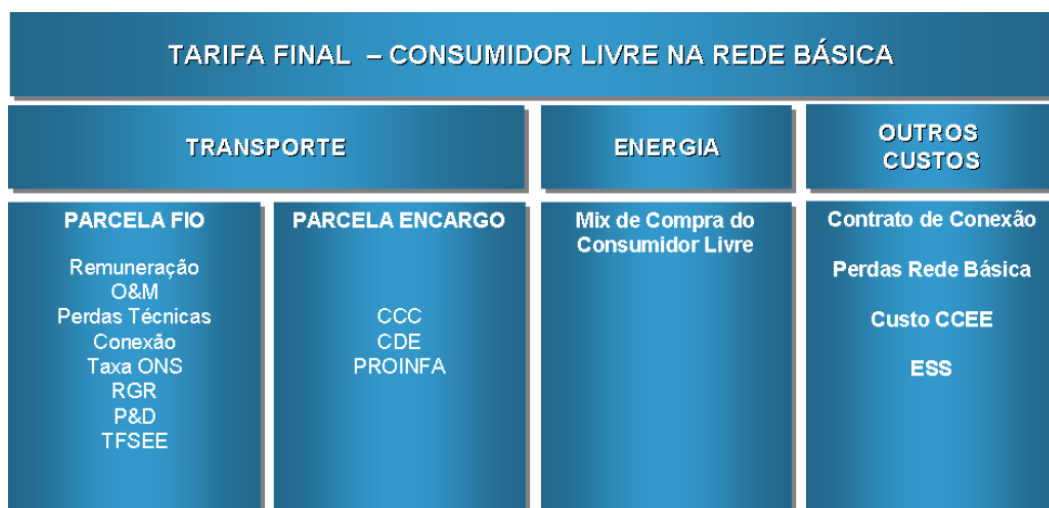 TARIFA FINAL – CONSUMIDOR LIVRE NA REDE BÁSICA
TRANSPORTE
ENERGIA
OUTROS
CUSTOS
PARCELA FIO
Remuneração
O&M
Perdas Técnicas
Conexão
Taxa ONS
RGR
P&D
TFSEE
PARCELA ENCARGO
CCC
CDE
PROINFA
Mix de Compra do
Consumidor Livre
Contrato de Conexão
Perdas Rede Básica
Custo CCEE
ESS